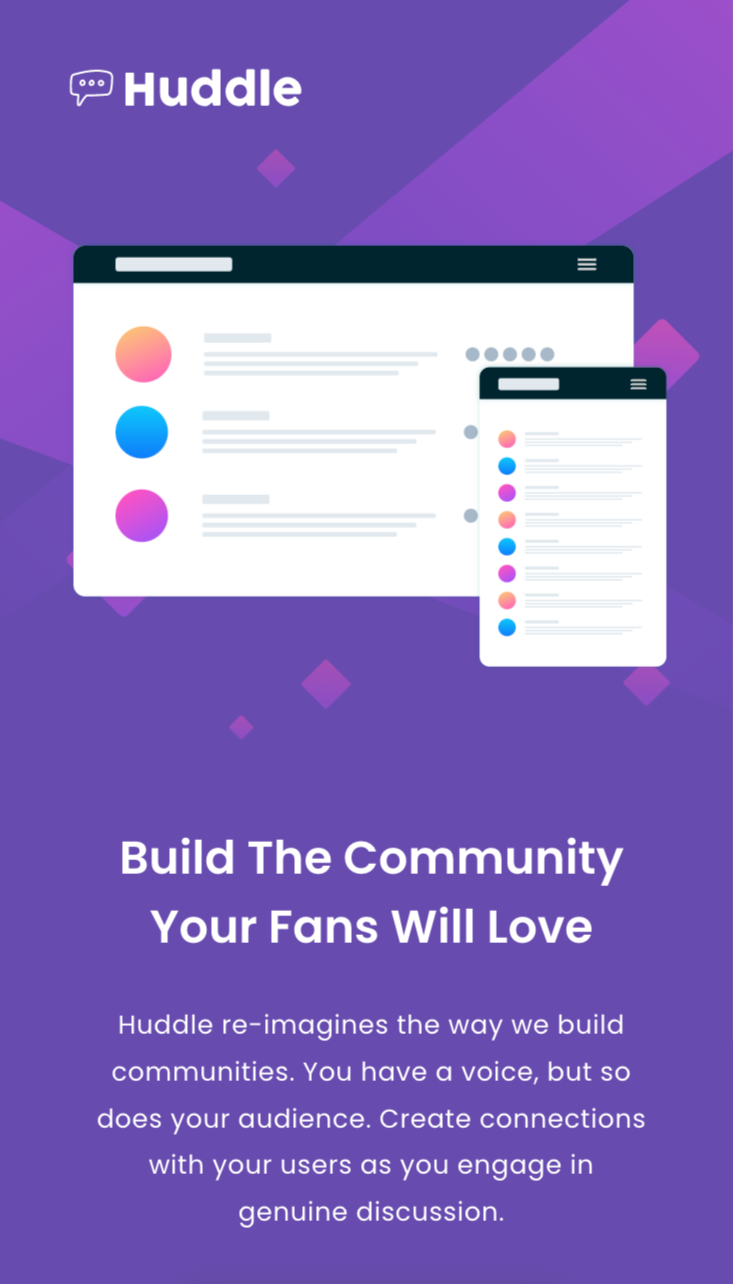 Huddle
Build The Community
Your Fans Will Love
Huddle re-imagines the way we build
communities. You have a voice, but so
does your audience. Create connections
with your users as you engage in
genuine discussion.